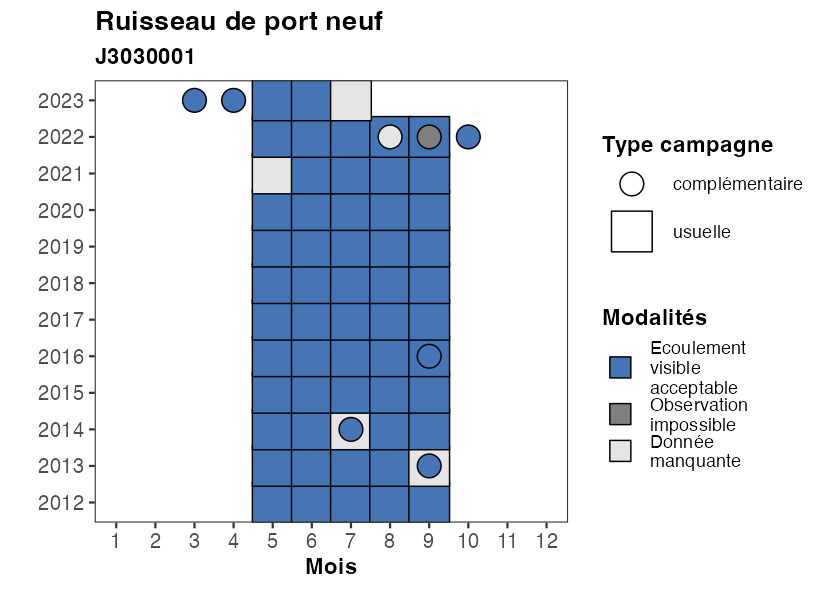 Ruisseau de port neuf
J3030001
2023
2022
2021
2020
2019
2018
2017
2016
2015
2014
2013
2012
1 2 3 4 5 6 7 8 9 10 11 12
Mois
Type campagne
complémentaire
usuelle
Modalités
Ecoulement
visible
acceptable
Observation
impossible
Donnée
manquante